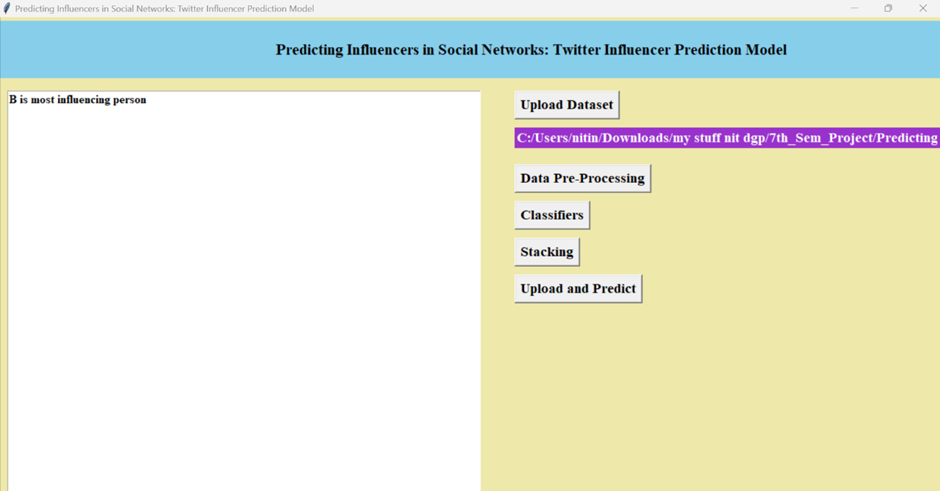 Predicting Influencers in Social Networks: Twitter Influencer Prediction Model
Predicting Influencers in Social Networks: Twitter Influencer Prediction Model
B is most influencing person
Upload Dataset
C:/Users/nitin/Downloads/my stuff nit dgp/7th_Sem_Project/Predicting
Data Pre-Processing
Classifiers
Stacking
Upload and Predict